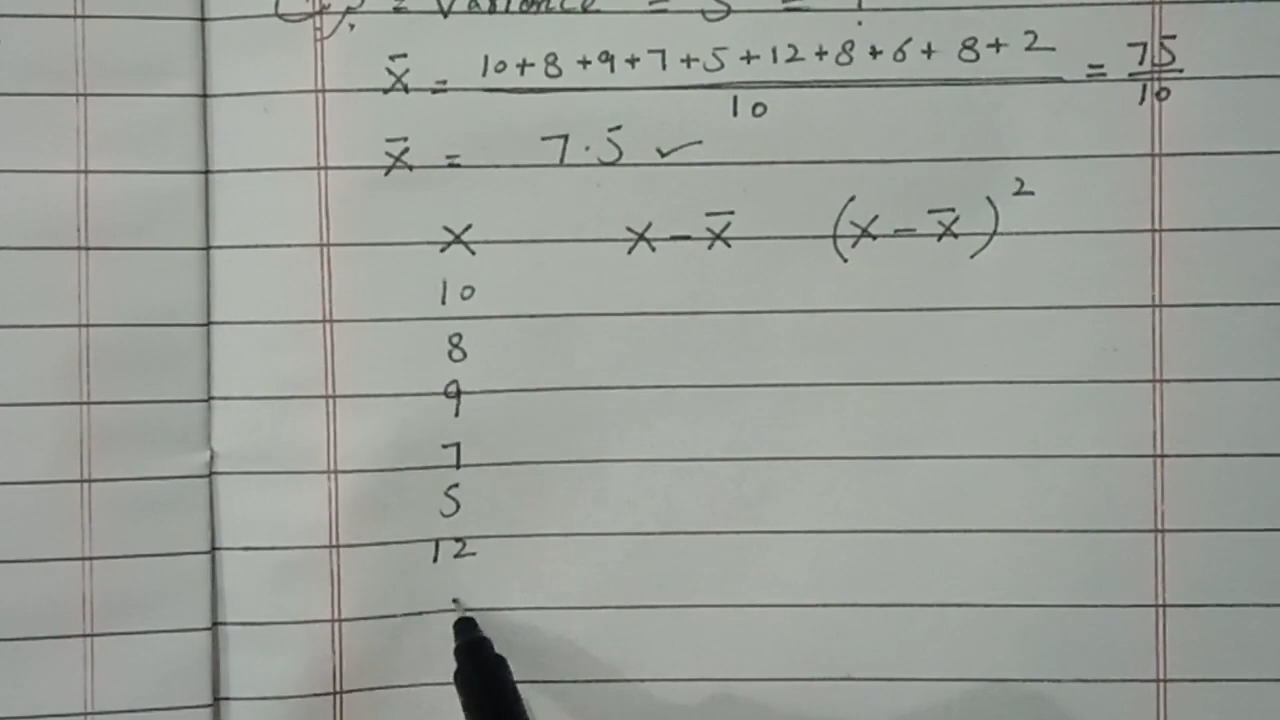 = Variance = S =
x̄ = 10+8+9+7+5+12+8+6+8+2 / 10 = 75 / 10
x̄ = 7.5 ✓
x x-x̄ (x-x̄)²
10
8
9
7
5
12